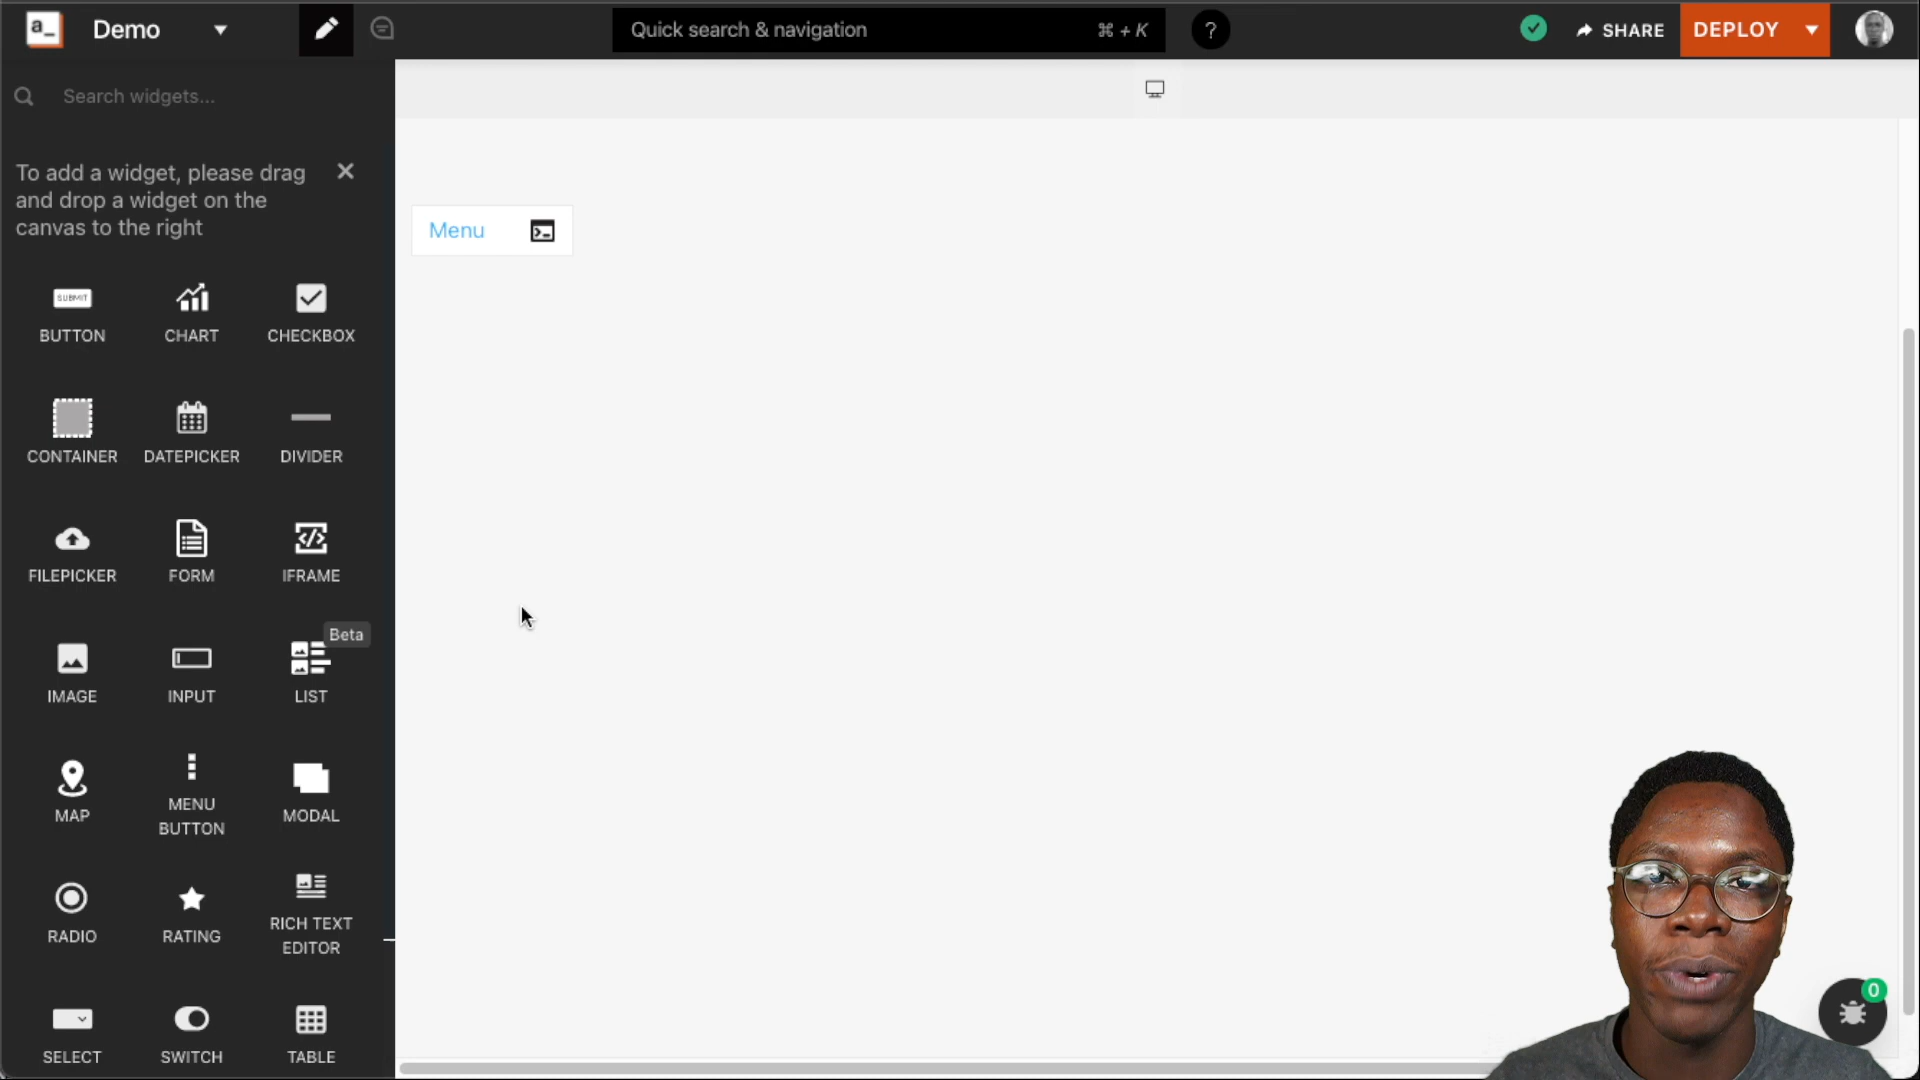 a_
Demo
Quick search & navigation
⌘ + K
?
SHARE
DEPLOY
Search widgets...
To add a widget, please drag
and drop a widget on the
canvas to the right
Menu
SUBMIT
BUTTON
CHART
CHECKBOX
CONTAINER
DATEPICKER
DIVIDER
FILEPICKER
FORM
IFRAME
Beta
IMAGE
INPUT
LIST
MAP
MENU
BUTTON
MODAL
RADIO
RATING
RICH TEXT
EDITOR
0
SELECT
SWITCH
TABLE